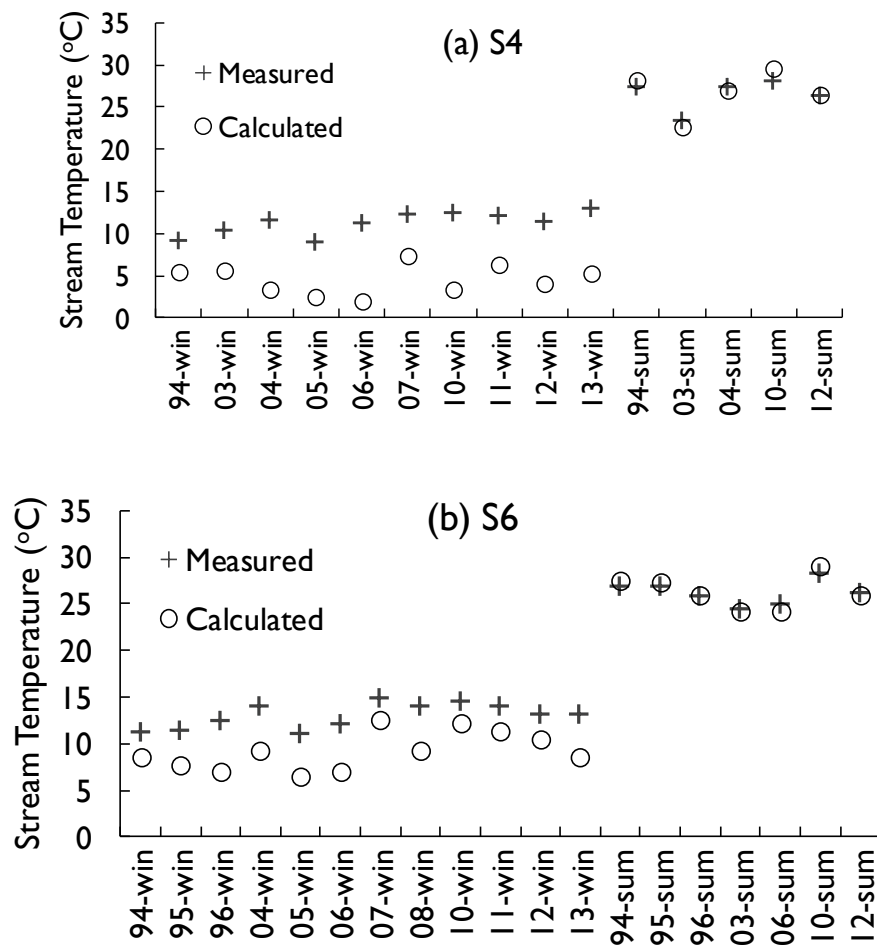 (a) S4
Stream Temperature (°C)
35
30
25
20
15
10
5
0
+ Measured
○ Calculated
94-win
03-win
04-win
05-win
06-win
07-win
10-win
11-win
12-win
13-win
94-sum
03-sum
04-sum
10-sum
12-sum
(b) S6
Stream Temperature (°C)
35
30
25
20
15
10
5
0
+ Measured
○ Calculated
94-win
95-win
96-win
04-win
05-win
06-win
07-win
08-win
10-win
11-win
12-win
13-win
94-sum
95-sum
96-sum
03-sum
06-sum
10-sum
12-sum